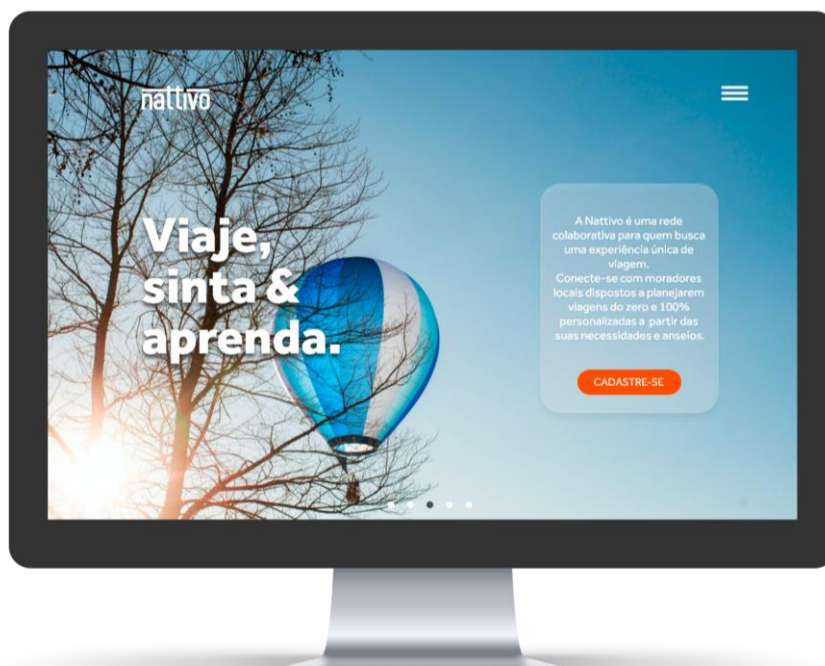 nattivo
Viaje,
sinta &
aprenda.
A Nattivo é uma rede
colaborativa para quem busca
uma experiência única de
viagem.
Conecte-se com moradores
locais dispostos a planejarem
viagens do zero e 100%
personalizadas a partir das
suas necessidades e anseios.
CADASTRE-SE